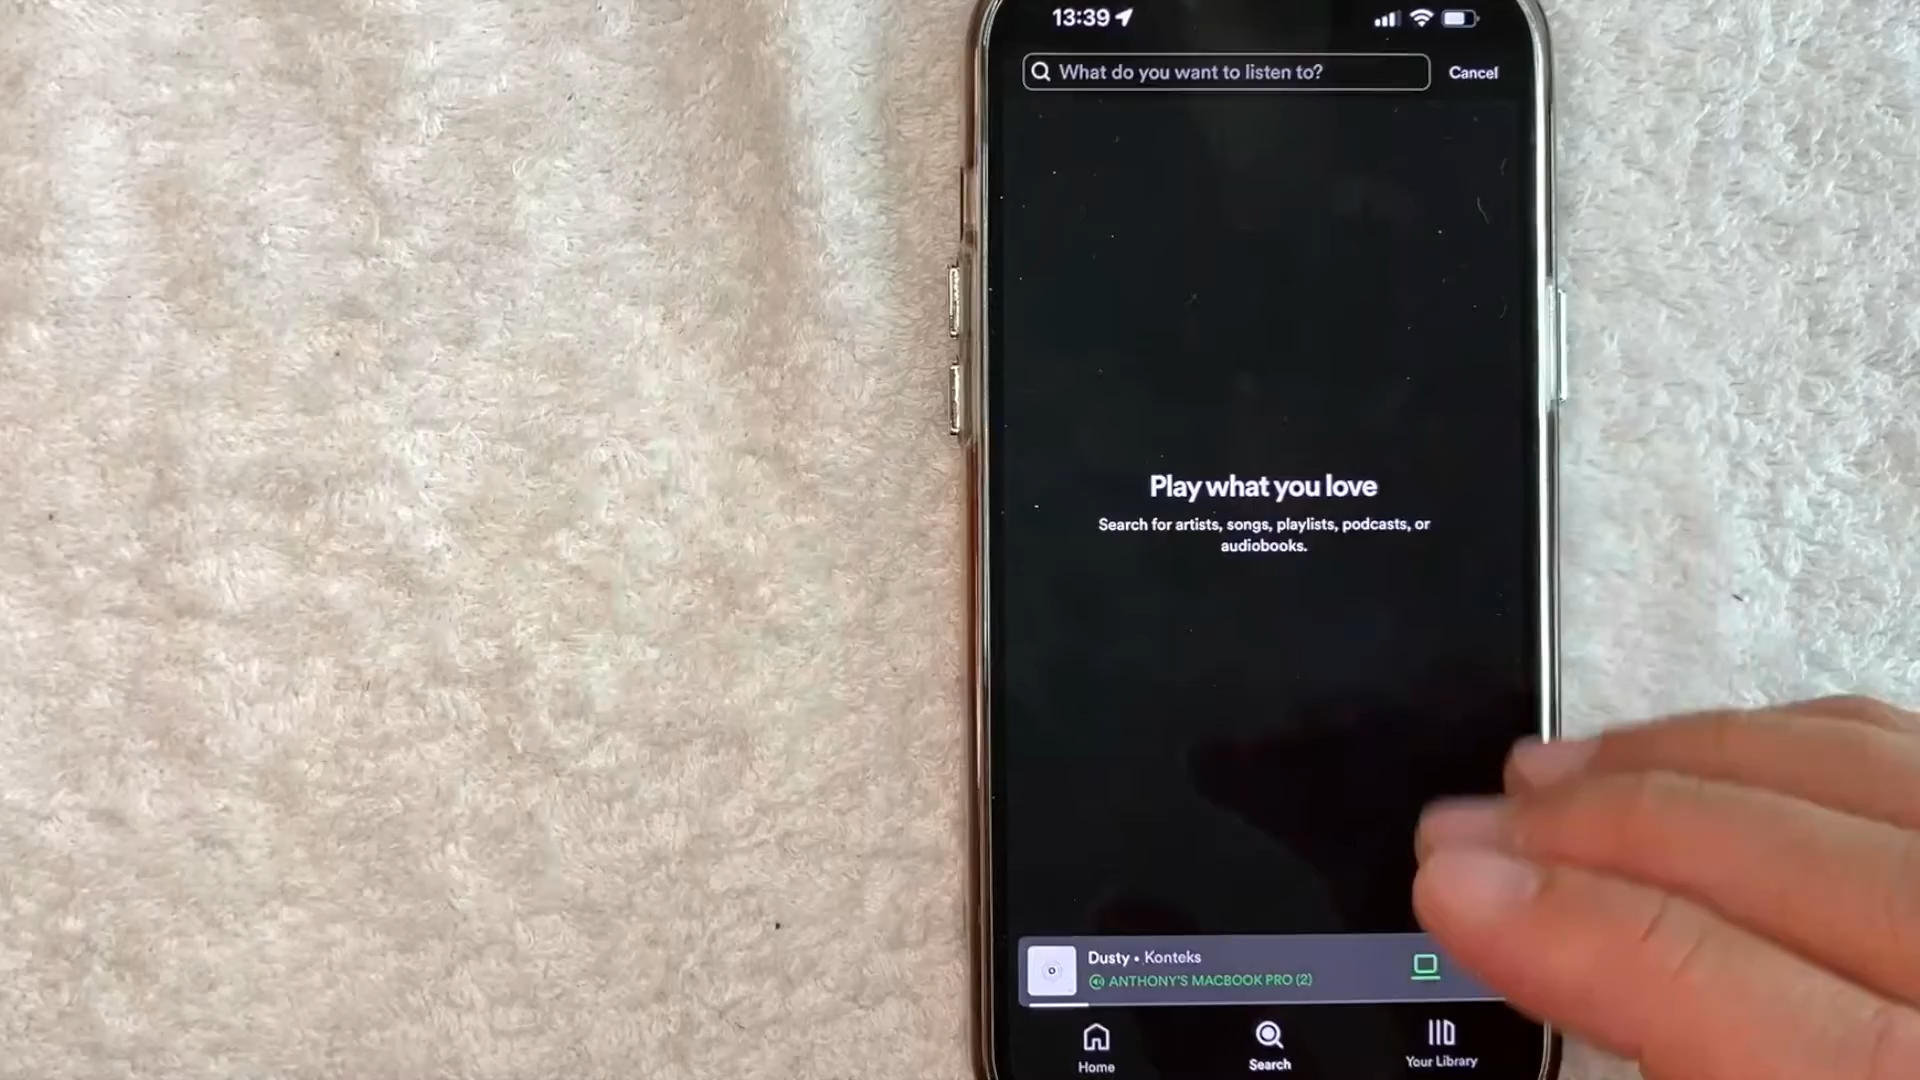 13:39
What do you want to listen to?
Cancel
Play what you love
Search for artists, songs, playlists, podcasts, or
audiobooks.
Dusty • Konteks
ANTHONY'S MACBOOK PRO (2)
Home
Search
Your Library